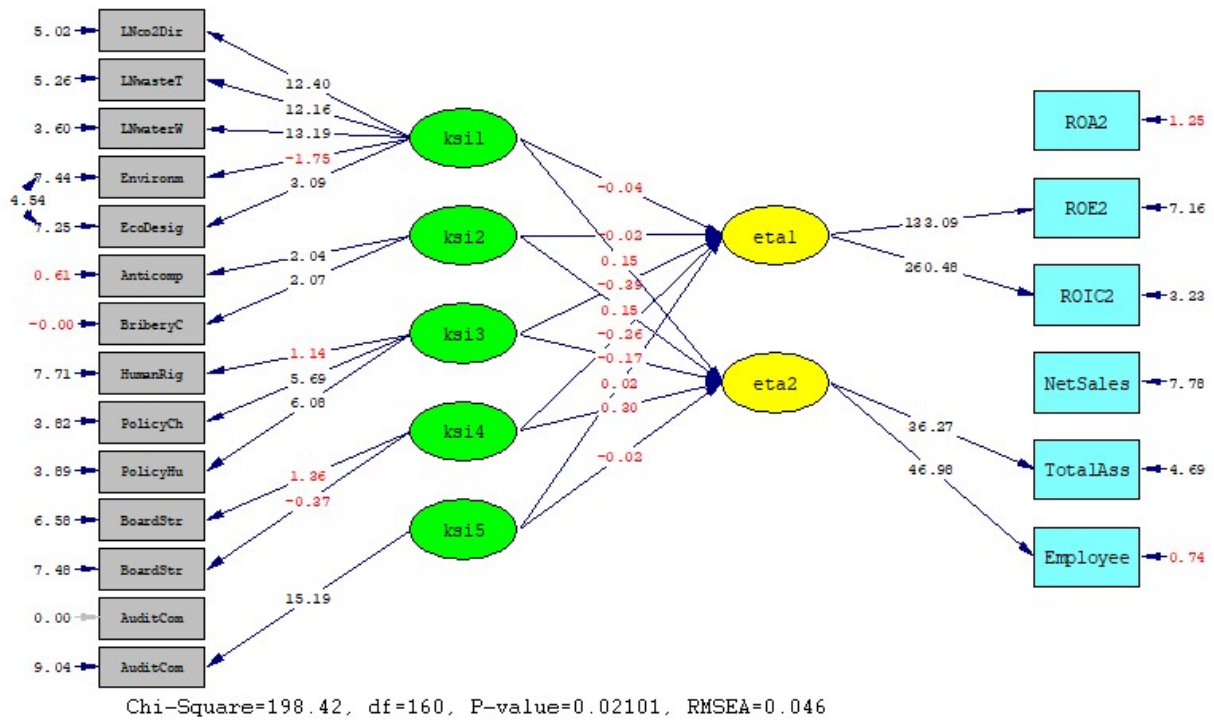 5.02
LNco2Dir
5.26
LNwasteT
3.60
LNwaterW
7.44
Environm
4.54
7.25
EcoDesig
0.61
Anticomp
-0.00
BriberyC
7.71
HumanRig
3.82
PolicyCh
3.89
PolicyHu
6.58
BoardStr
7.48
BoardStr
0.00
AuditCom
9.04
AuditCom
12.40
12.16
13.19
-1.75
3.09
2.04
2.07
1.14
5.69
6.08
1.36
-0.37
15.19
ksi1
ksi2
ksi3
ksi4
ksi5
-0.04
-0.02
0.15
-0.39
0.15
-0.26
-0.17
0.02
0.30
-0.02
eta1
eta2
133.09
260.48
36.27
46.98
ROA2
1.25
ROE2
7.16
ROIC2
3.23
NetSales
7.78
TotalAss
4.69
Employee
0.74
Chi-Square=198.42, df=160, P-value=0.02101, RMSEA=0.046